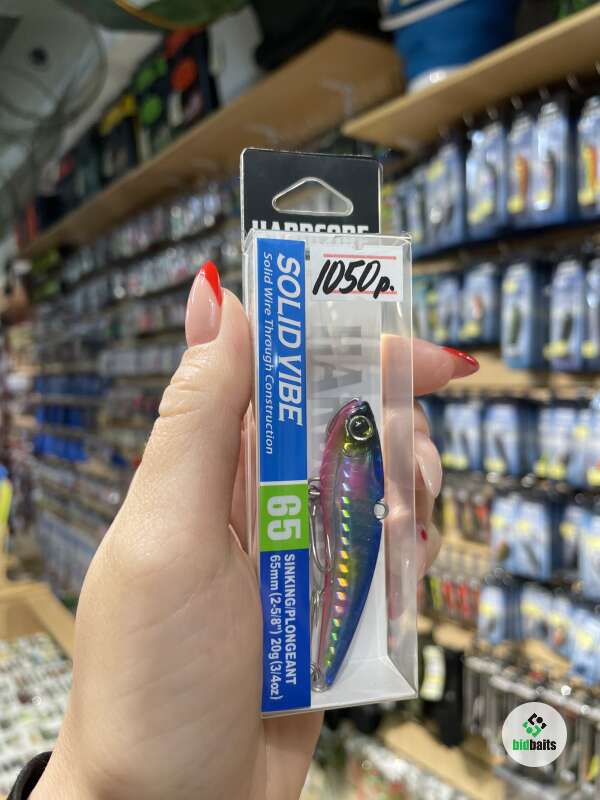 HARDCORE
1050р.
SOLID VIBE
Solid Wire Through Construction
65
SINKING/PLONGEANT
65mm (2-5/8") 20g (3/4oz)
HAR
bidbaits